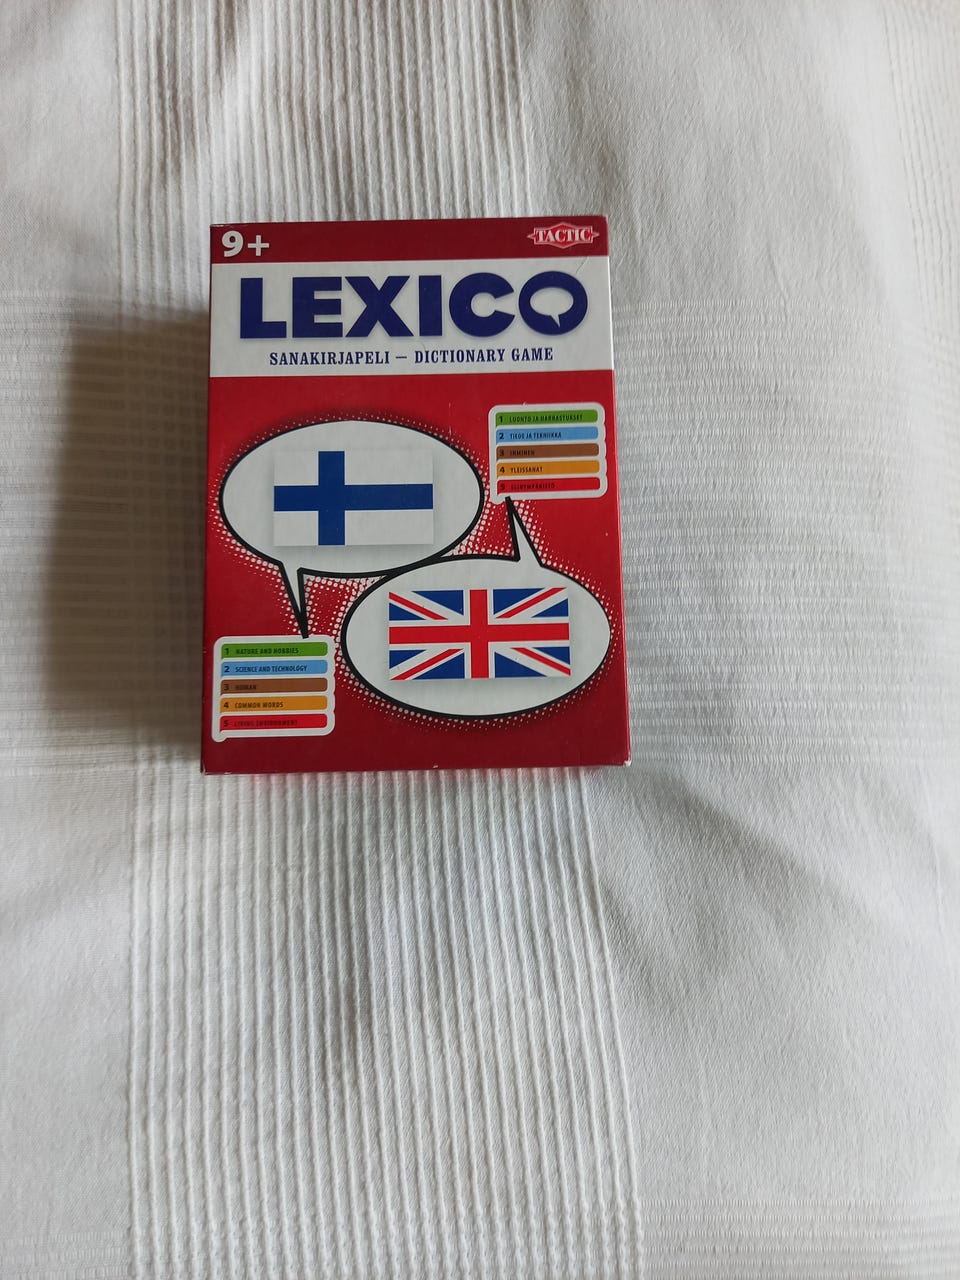 9+
TACTIC
LEXICO
SANAKIRJAPELI — DICTIONARY GAME
1 LUONTO JA HARRASTUKSET
2 TIEDE JA TEKNIIKKA
3 IHMINEN
4 YLEISSANAT
5 ELINYMPÄRISTÖ
1 NATURE AND HOBBIES
2 SCIENCE AND TECHNOLOGY
3 HUMAN
4 COMMON WORDS
5 LIVING ENVIRONMENT